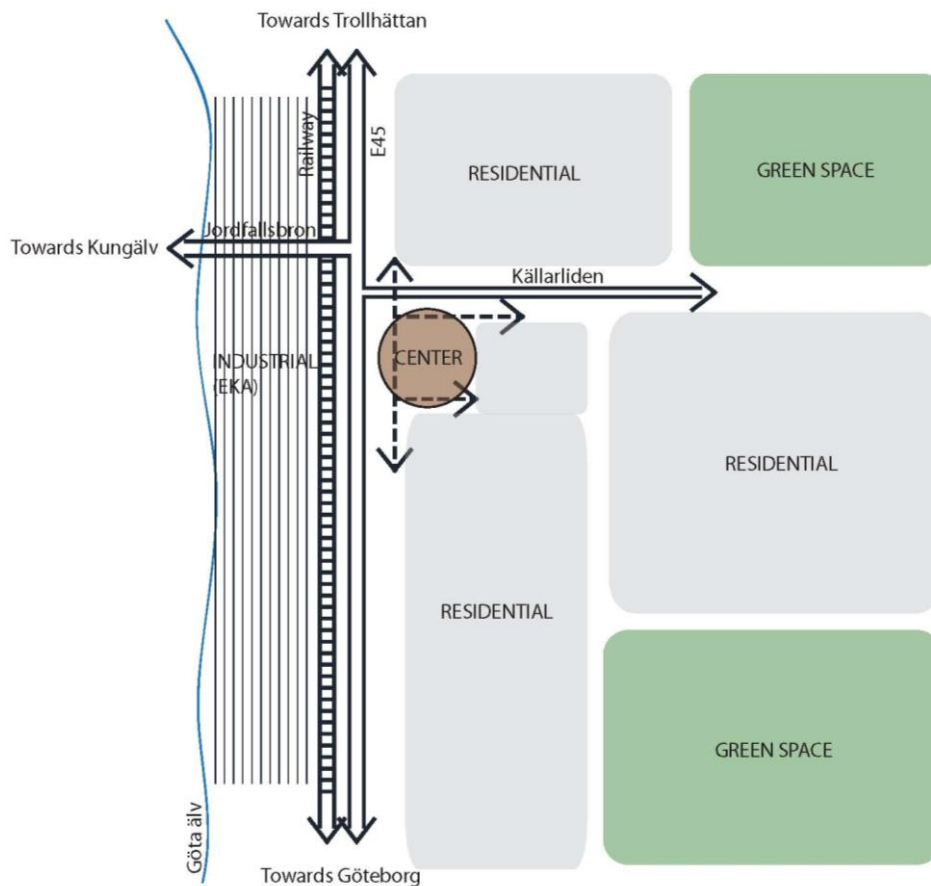 Towards Trollhättan
Railway
E45
RESIDENTIAL
GREEN SPACE
Jordfallsbron
Towards Kungälv
Källarliden
INDUSTRIAL
(EKA)
CENTER
RESIDENTIAL
RESIDENTIAL
GREEN SPACE
Göta älv
Towards Göteborg